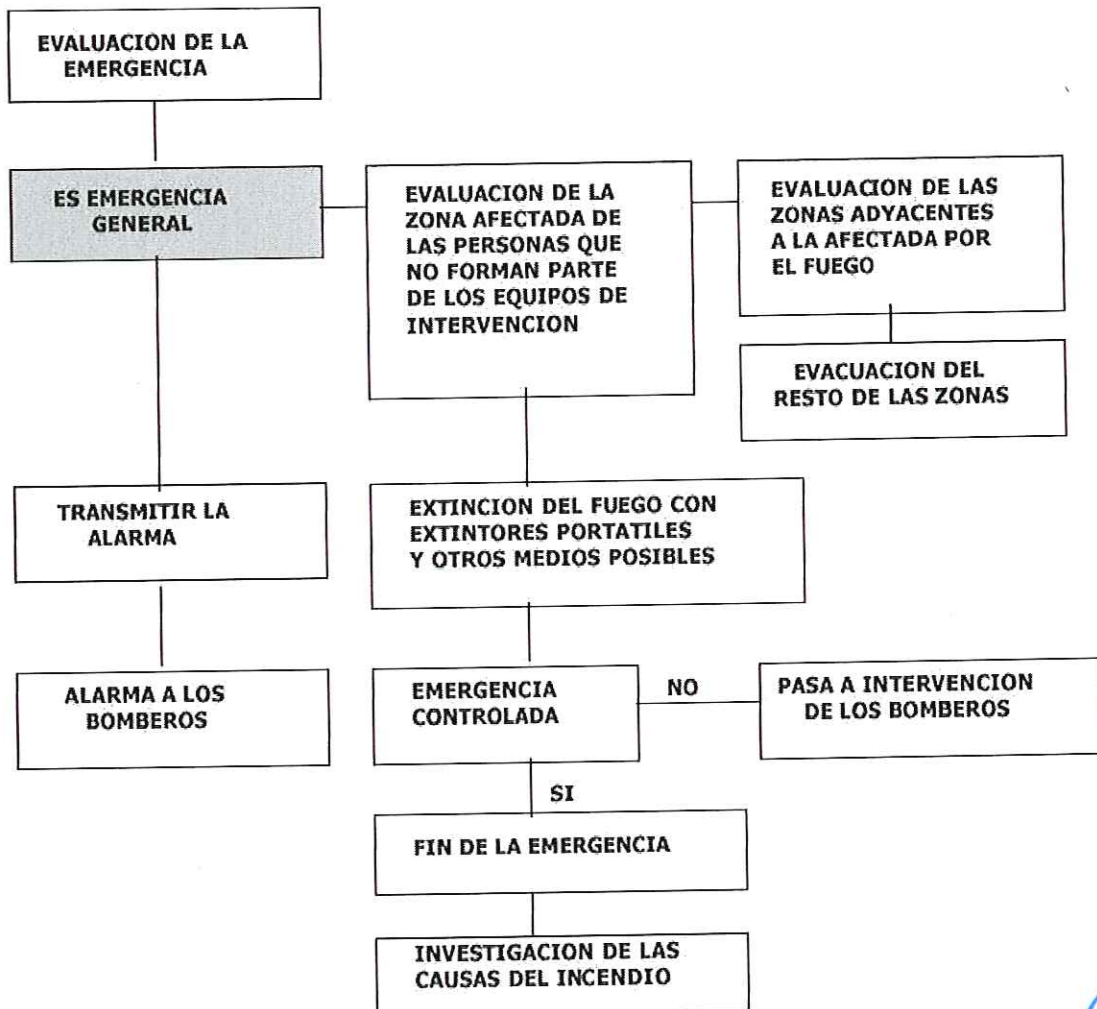 EVALUACION DE LA
EMERGENCIA
ES EMERGENCIA
GENERAL
EVALUACION DE LA
ZONA AFECTADA DE
LAS PERSONAS QUE
NO FORMAN PARTE
DE LOS EQUIPOS DE
INTERVENCION
EVALUACION DE LAS
ZONAS ADYACENTES
A LA AFECTADA POR
EL FUEGO
EVACUACION DEL
RESTO DE LAS ZONAS
TRANSMITIR LA
ALARMA
EXTINCION DEL FUEGO CON
EXTINTORES PORTATILES
Y OTROS MEDIOS POSIBLES
ALARMA A LOS
BOMBEROS
EMERGENCIA
CONTROLADA
NO
PASA A INTERVENCION
DE LOS BOMBEROS
SI
FIN DE LA EMERGENCIA
INVESTIGACION DE LAS
CAUSAS DEL INCENDIO